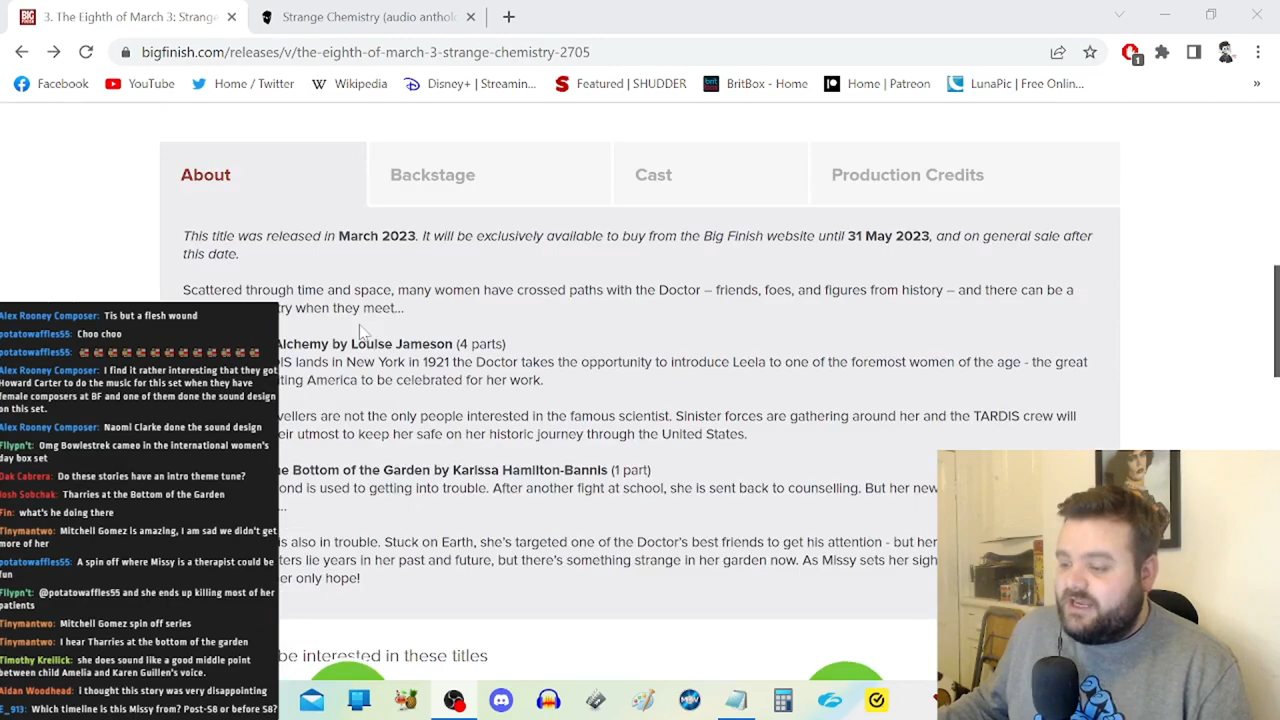 3. The Eighth of March 3: Strange
Strange Chemistry (audio anthol
bigfinish.com/releases/v/the-eighth-of-march-3-strange-chemistry-2705
1
Facebook
YouTube
Home / Twitter
Wikipedia
Disney+ | Streamin...
Featured | SHUDDER
BritBox - Home
Home | Patreon
LunaPic | Free Onlin...
»
About
Backstage
Cast
Production Credits
This title was released in March 2023. It will be exclusively available to buy from the Big Finish website until 31 May 2023, and on general sale after
this date.
Scattered through time and space, many women have crossed paths with the Doctor – friends, foes, and figures from history – and there can be a
try when they meet...
Alchemy by Louise Jameson (4 parts)
IS lands in New York in 1921 the Doctor takes the opportunity to introduce Leela to one of the foremost women of the age - the great
iting America to be celebrated for her work.
vellers are not the only people interested in the famous scientist. Sinister forces are gathering around her and the TARDIS crew will
eir utmost to keep her safe on her historic journey through the United States.
e Bottom of the Garden by Karissa Hamilton-Bannis (1 part)
ond is used to getting into trouble. After another fight at school, she is sent back to counselling. But her new
...
is also in trouble. Stuck on Earth, she's targeted one of the Doctor's best friends to get his attention - but her
ters lie years in her past and future, but there's something strange in her garden now. As Missy sets her sigh
er only hope!
be interested in these titles
Alex Rooney Composer: Tis but a flesh wound
potatowaffles55: Choo choo
potatowaffles55:
Alex Rooney Composer: I find it rather interesting that they got
Howard Carter to do the music for this set when they have
female composers at BF and one of them done the sound design
on this set.
Alex Rooney Composer: Naomi Clarke done the sound design
Fllypn't: Omg Bowlestrek cameo in the international women's
day box set
Dak Cabrera: Do these stories have an intro theme tune?
Josh Sobchak: Tharries at the Bottom of the Garden
Fin: what's he doing there
Tinymantwo: Mitchell Gomez is amazing, I am sad we didn't get
more of her
potatowaffles55: A spin off where Missy is a therapist could be
fun
Fllypn't: @potatowaffles55 and she ends up killing most of her
patients
Tinymantwo: Mitchell Gomez spin off series
Tinymantwo: I hear Tharries at the bottom of the garden
Timothy Krellick: she does sound like a good middle point
between child Amelia and Karen Guillen's voice.
Aidan Woodhead: i thought this story was very disappointing
E_913: Which timeline is this Missy from? Post-S8 or before S8?